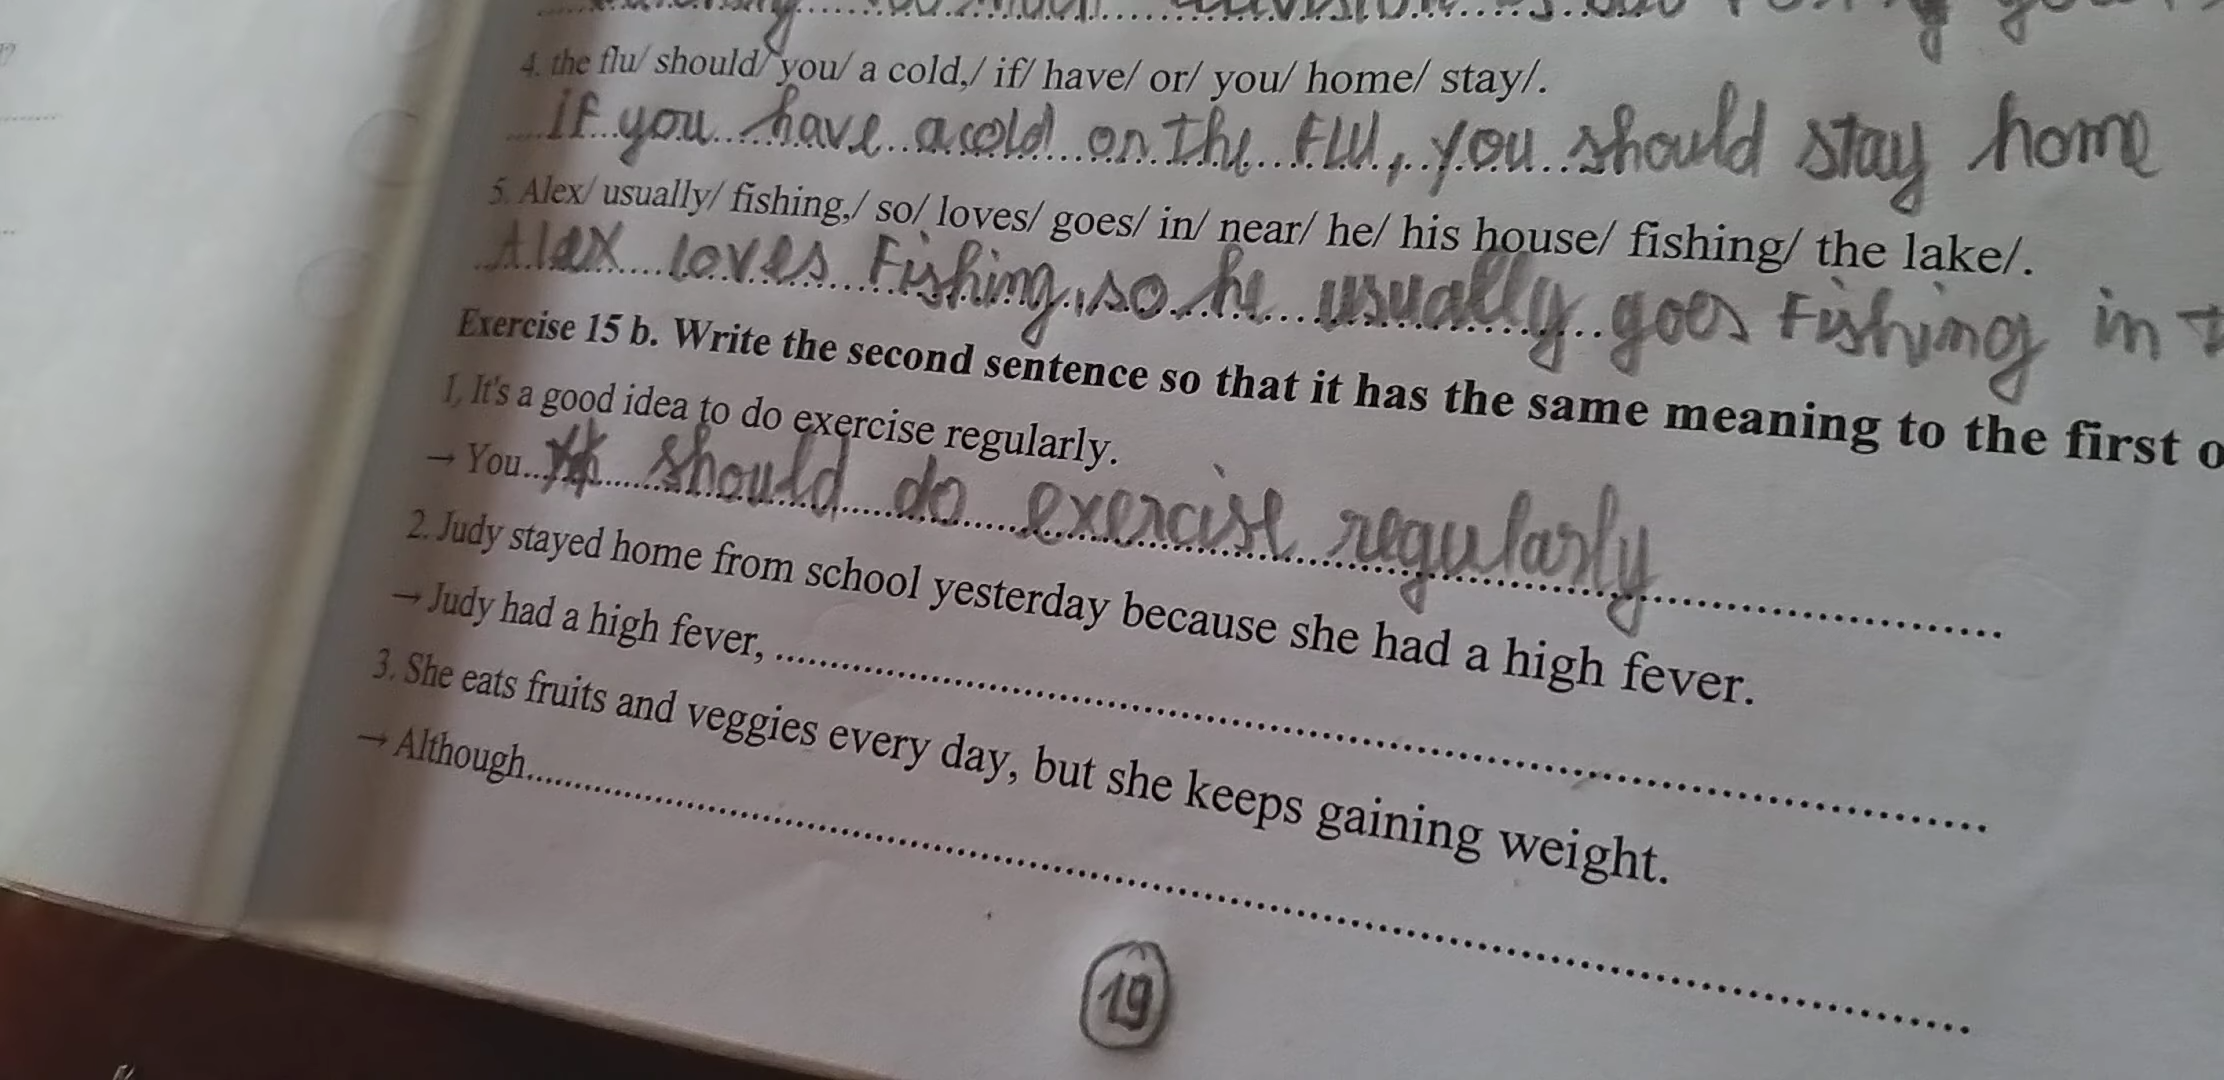 4. the flu/ should/ you/ a cold,/ if/ have/ or/ you/ home/ stay/.
if you have a cold or the flu, you should stay home
5. Alex/ usually/ fishing,/ so/ loves/ goes/ in/ near/ he/ his house/ fishing/ the lake/.
Alex loves Fishing, so he usually goes Fishing in
Exercise 15 b. Write the second sentence so that it has the same meaning to the first
1, It's a good idea to do exercise regularly.
→ You should do exercise regularly
2. Judy stayed home from school yesterday because she had a high fever.
→ Judy had a high fever,
3. She eats fruits and veggies every day, but she keeps gaining weight.
→ Although
19